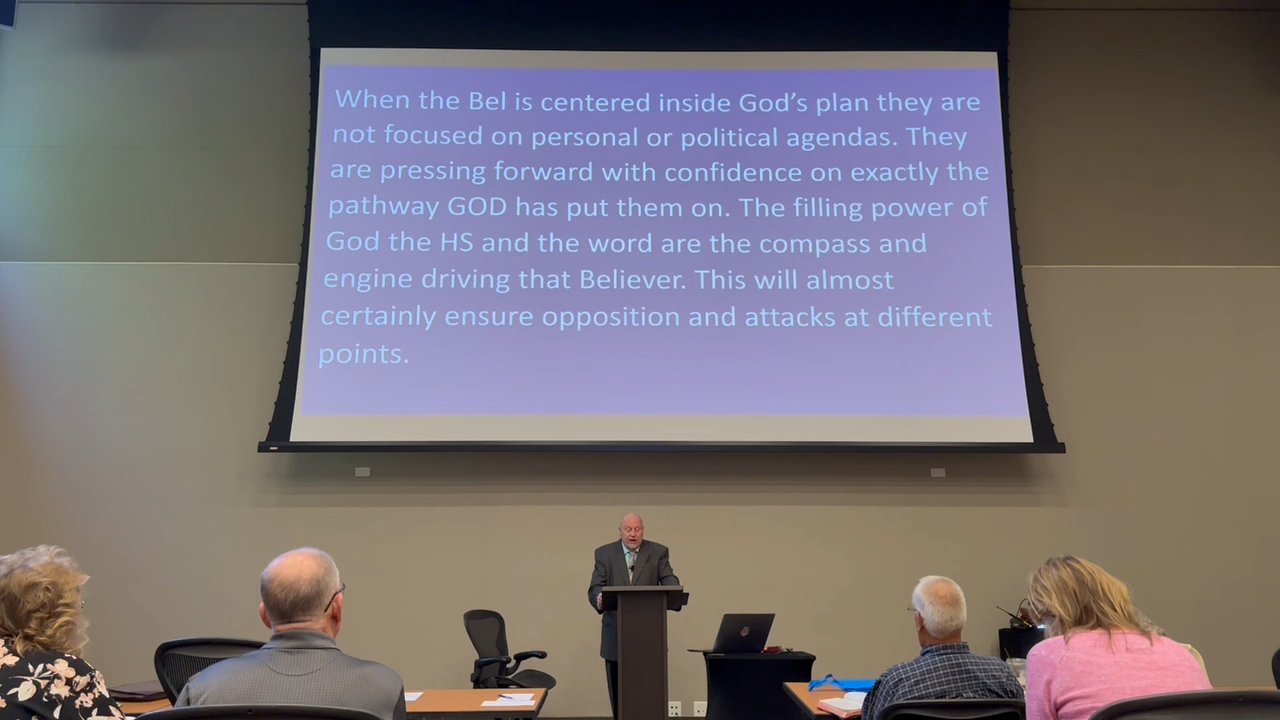 When the Bel is centered inside God’s plan they are
not focused on personal or political agendas. They
are pressing forward with confidence on exactly the
pathway GOD has put them on. The filling power of
God the HS and the word are the compass and
engine driving that Believer. This will almost
certainly ensure opposition and attacks at different
points.